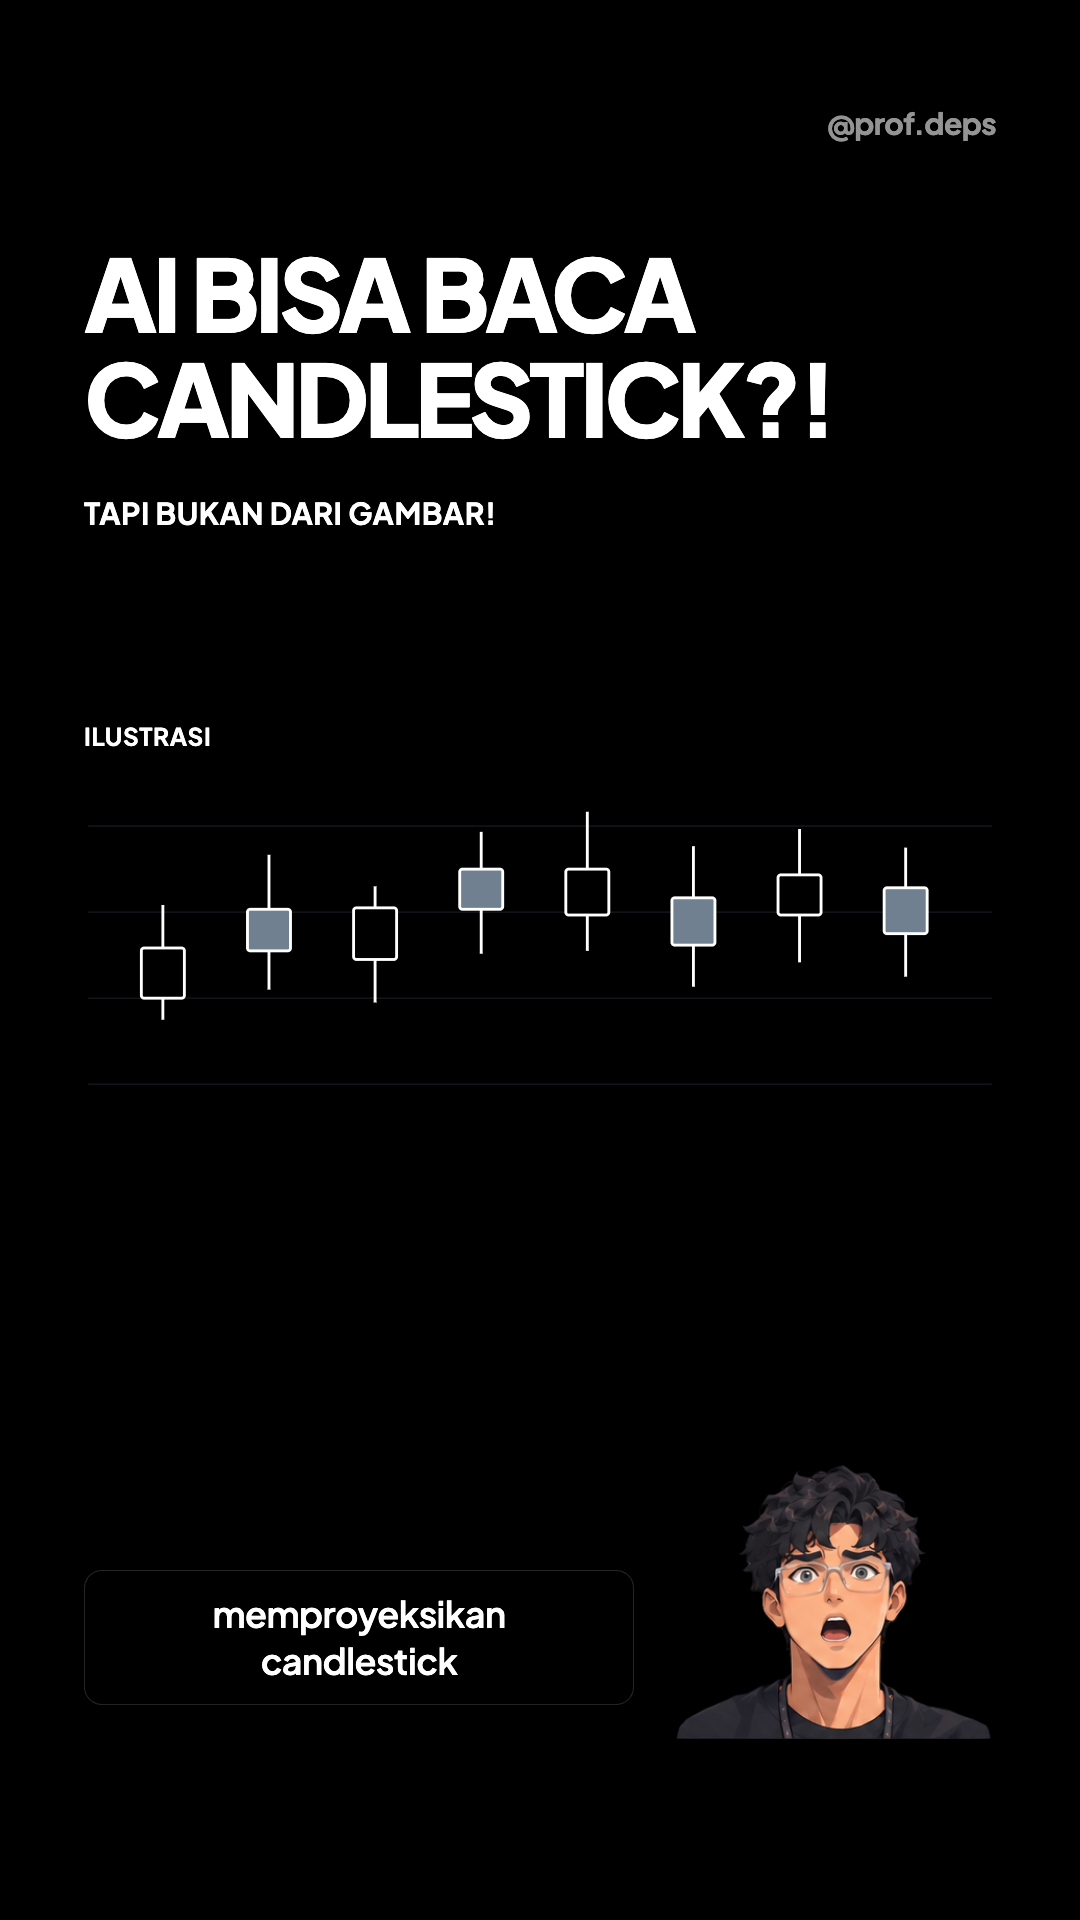 @prof.deps
AI BISA BACA
CANDLESTICK?!
TAPI BUKAN DARI GAMBAR!
ILUSTRASI
memproyeksikan
candlestick